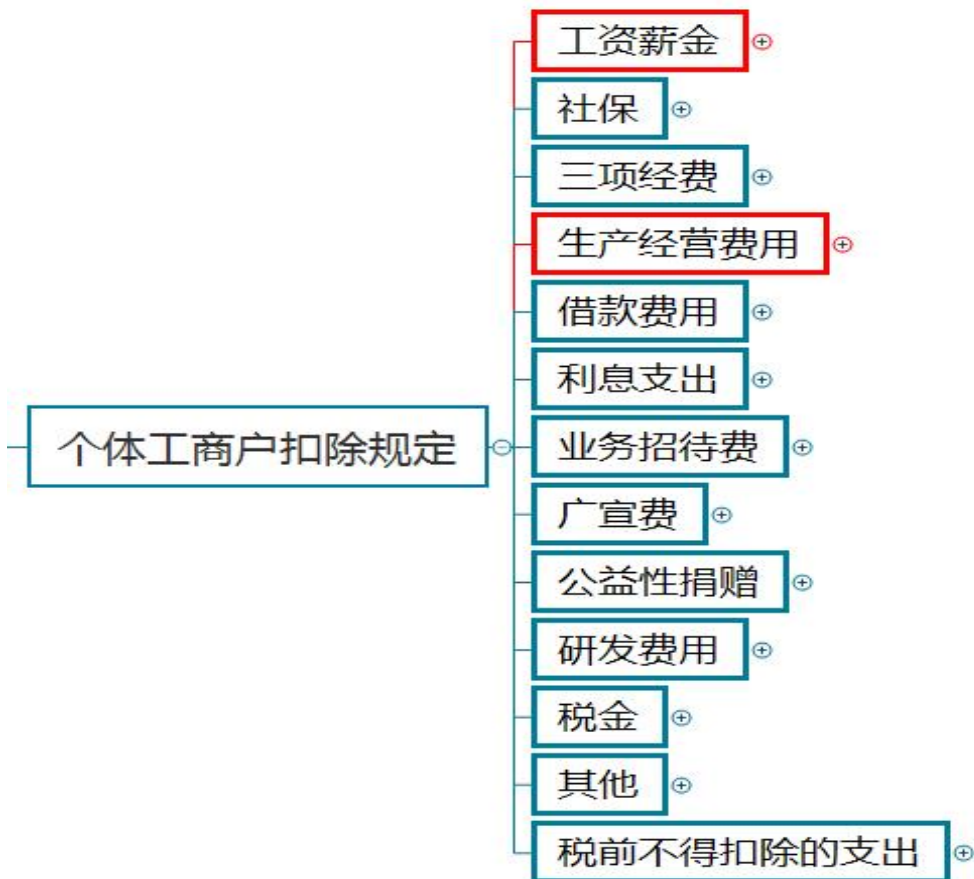 工资薪金
社保
三项经费
生产经营费用
借款费用
利息支出
个体工商户扣除规定
业务招待费
广宣费
公益性捐赠
研发费用
税金
其他
税前不得扣除的支出